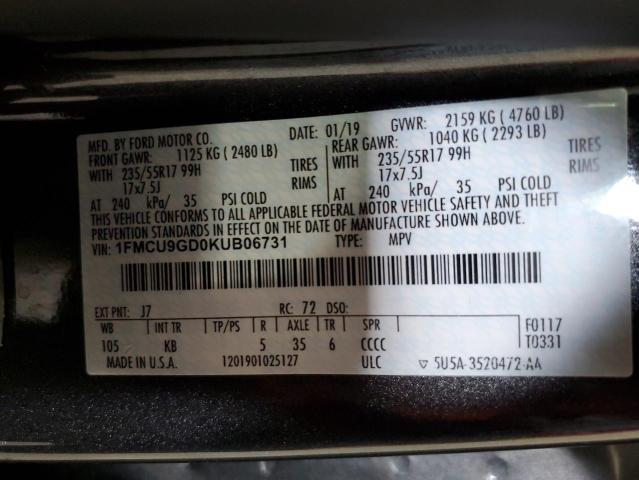 MFD. BY FORD MOTOR CO.
DATE: 01/19 GVWR: 2159 KG ( 4760 LB)
FRONT GAWR: 1125 KG ( 2480 LB) REAR GAWR: 1040 KG ( 2293 LB)
WITH 235/55R17 99H TIRES WITH 235/55R17 99H TIRES
17x7.5J RIMS 17x7.5J RIMS
AT 240 kPa/ 35 PSI COLD AT 240 kPa/ 35 PSI COLD
THIS VEHICLE CONFORMS TO ALL APPLICABLE FEDERAL MOTOR VEHICLE SAFETY AND THEFT
PREVENTION STANDARDS IN EFFECT ON THE DATE OF MANUFACTURE SHOWN ABOVE.
VIN: 1FMCU9GD0KUB06731 TYPE: MPV
EXT PNT: J7 RC: 72 DSO:
WB INT TR TP/PS R AXLE TR SPR F0117
105 KB 5 35 6 CCCC T0331
MADE IN U.S.A. 1201901025127 ULC ▽ 5U5A-3520472-AA